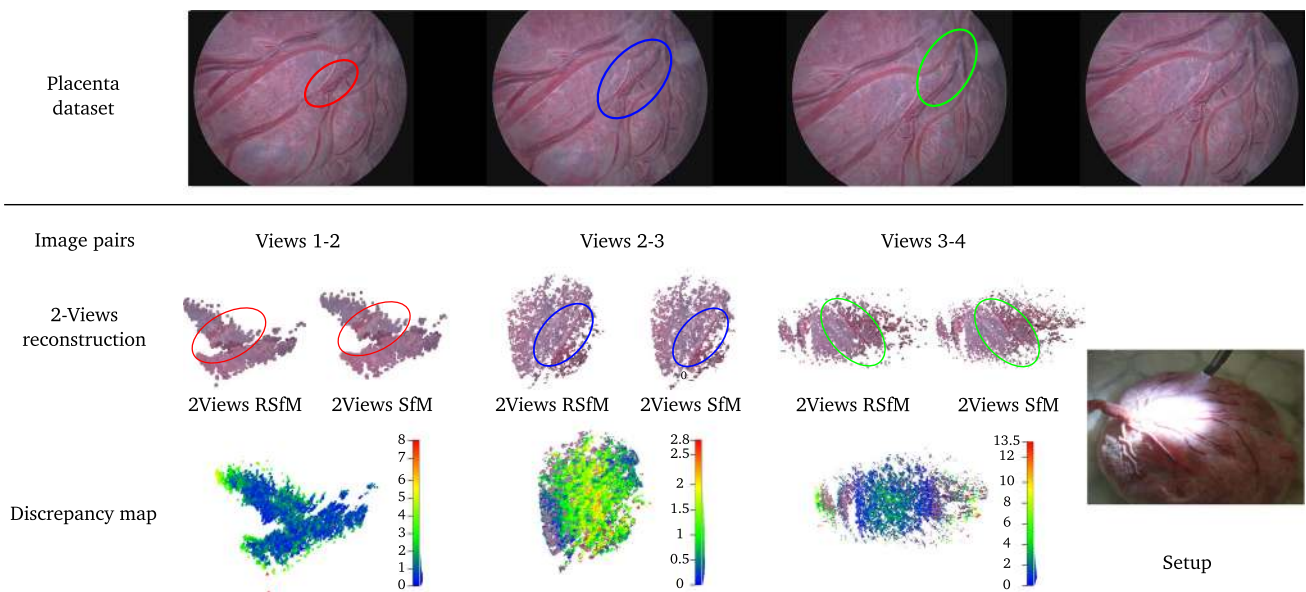 Placenta
dataset
Image pairs
Views 1-2
Views 2-3
Views 3-4
2-Views
reconstruction
0
2Views RSfM
2Views SfM
2Views RSfM
2Views SfM
2Views RSfM
2Views SfM
Discrepancy map
8
7
6
5
4
3
2
1
0
2.8
2.5
2
1.5
1
0.5
0
13.5
12
10
8
6
4
2
0
Setup